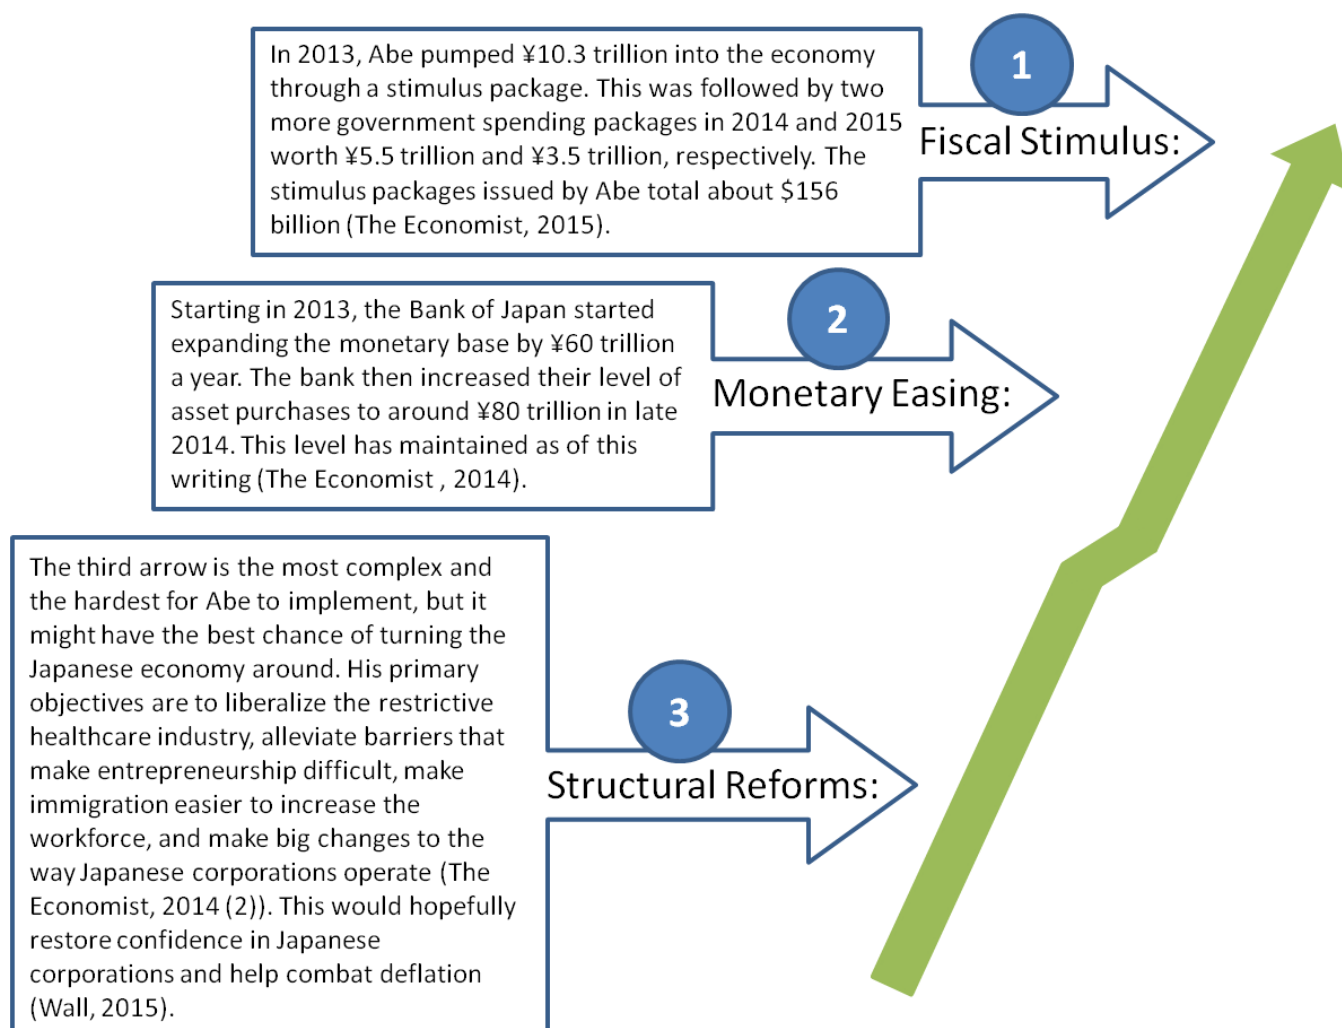 1
In 2013, Abe pumped ¥10.3 trillion into the economy
through a stimulus package. This was followed by two
more government spending packages in 2014 and 2015
worth ¥5.5 trillion and ¥3.5 trillion, respectively. The
stimulus packages issued by Abe total about $156
billion (The Economist, 2015).
Fiscal Stimulus:
2
Starting in 2013, the Bank of Japan started
expanding the monetary base by ¥60 trillion
a year. The bank then increased their level of
asset purchases to around ¥80 trillion in late
2014. This level has maintained as of this
writing (The Economist , 2014).
Monetary Easing:
3
The third arrow is the most complex and
the hardest for Abe to implement, but it
might have the best chance of turning the
Japanese economy around. His primary
objectives are to liberalize the restrictive
healthcare industry, alleviate barriers that
make entrepreneurship difficult, make
immigration easier to increase the
workforce, and make big changes to the
way Japanese corporations operate (The
Economist, 2014 (2)). This would hopefully
restore confidence in Japanese
corporations and help combat deflation
(Wall, 2015).
Structural Reforms: